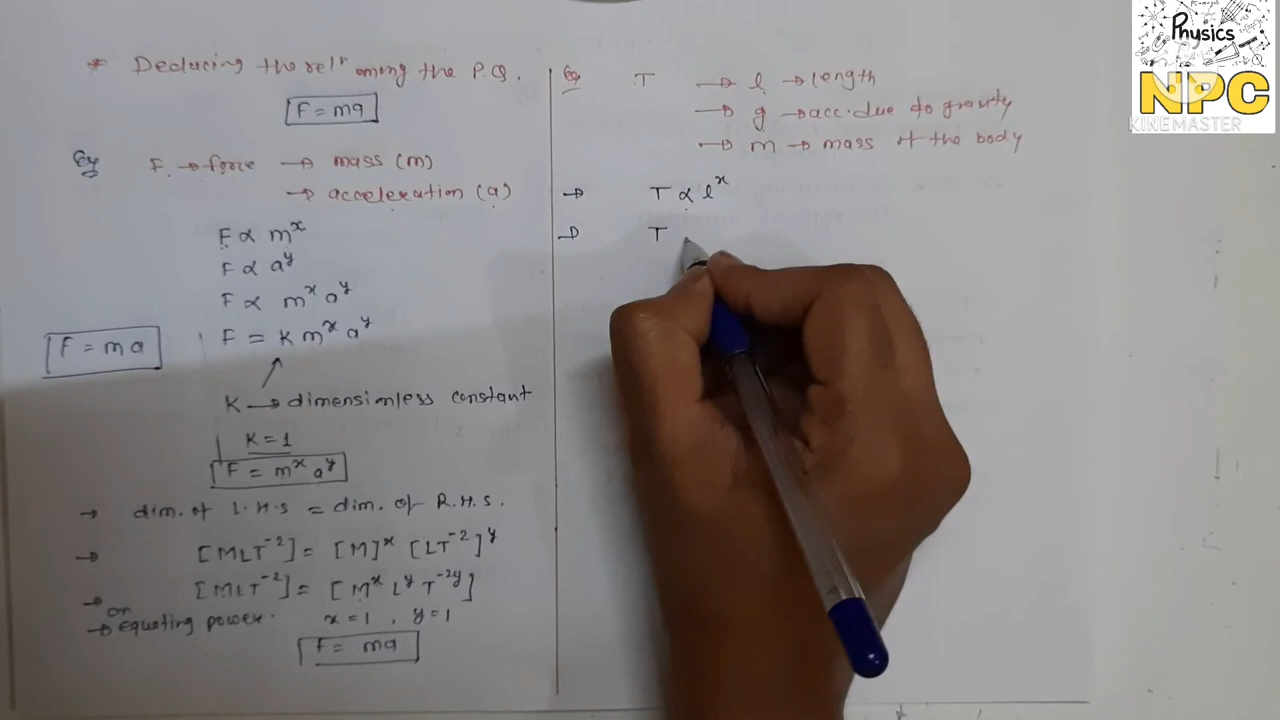 * Deducing the relⁿ among the P.Q.
F = ma
Eg F. → force → mass (m)
→ acceleration (a)
F ∝ m^x
F ∝ a^y
F ∝ m^x a^y
F = K m^x a^y
F = ma
K → dimensionless constant
K = 1
F = m^x a^y
→ dim. of L.H.S = dim. of R.H.S.
→ [MLT^-2] = [M]^x [LT^-2]^y
→ [MLT^-2] = [M^x L^y T^-2y]
on
→ equating power. x = 1 , y = 1
F = ma
Eg T → l → length
→ g → acc. due to gravity
→ m → mass of the body
→ T ∝ l^x
→ T
Physics
NPC
KINEMASTER